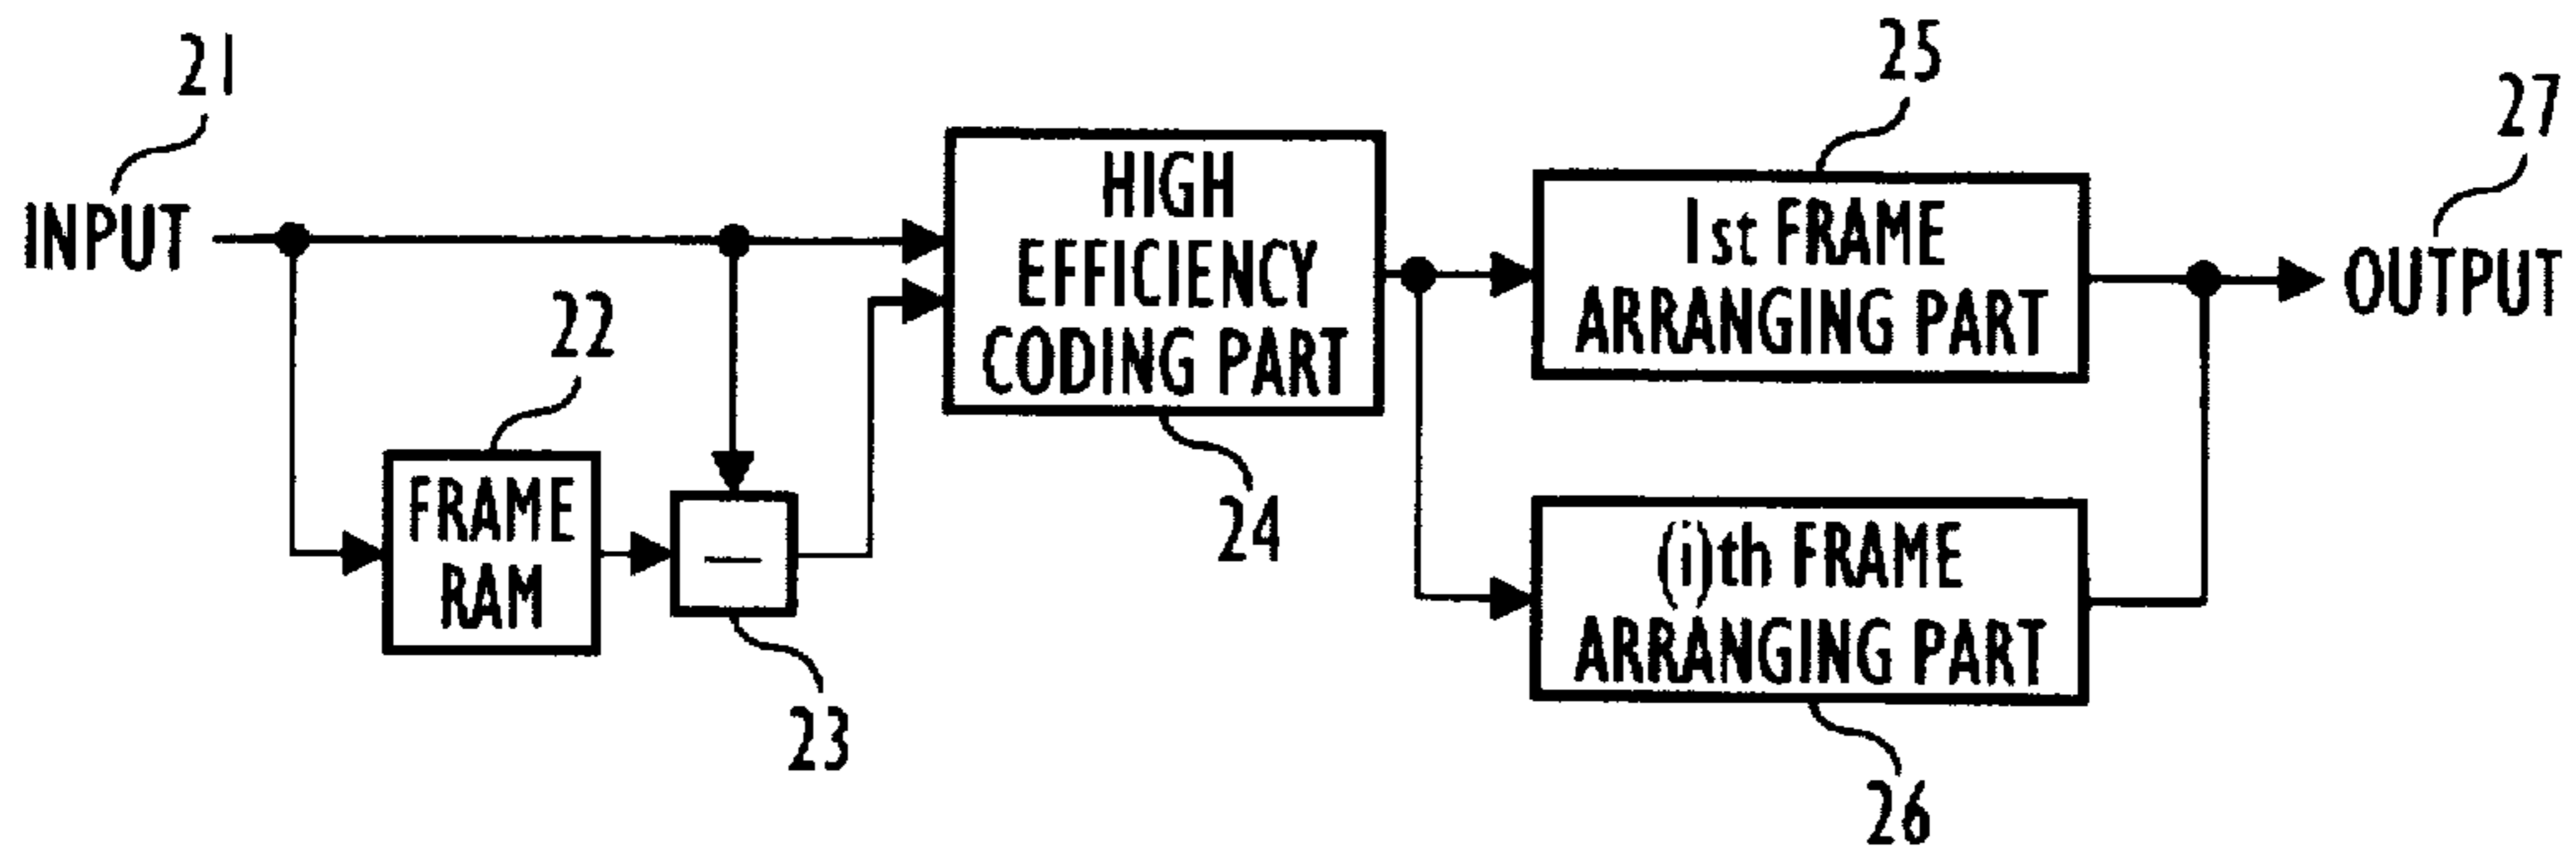 21
INPUT
22
FRAME
RAM
—
23
HIGH
EFFICIENCY
CODING PART
24
25
1st FRAME
ARRANGING PART
(i)th FRAME
ARRANGING PART
26
27
OUTPUT